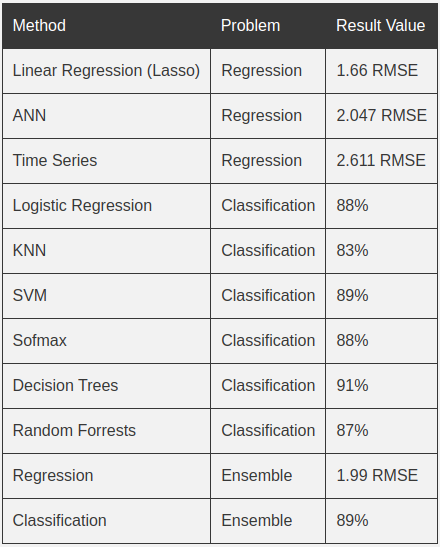 Method Problem Result Value
Linear Regression (Lasso) Regression 1.66 RMSE
ANN Regression 2.047 RMSE
Time Series Regression 2.611 RMSE
Logistic Regression Classification 88%
KNN Classification 83%
SVM Classification 89%
Sofmax Classification 88%
Decision Trees Classification 91%
Random Forrests Classification 87%
Regression Ensemble 1.99 RMSE
Classification Ensemble 89%